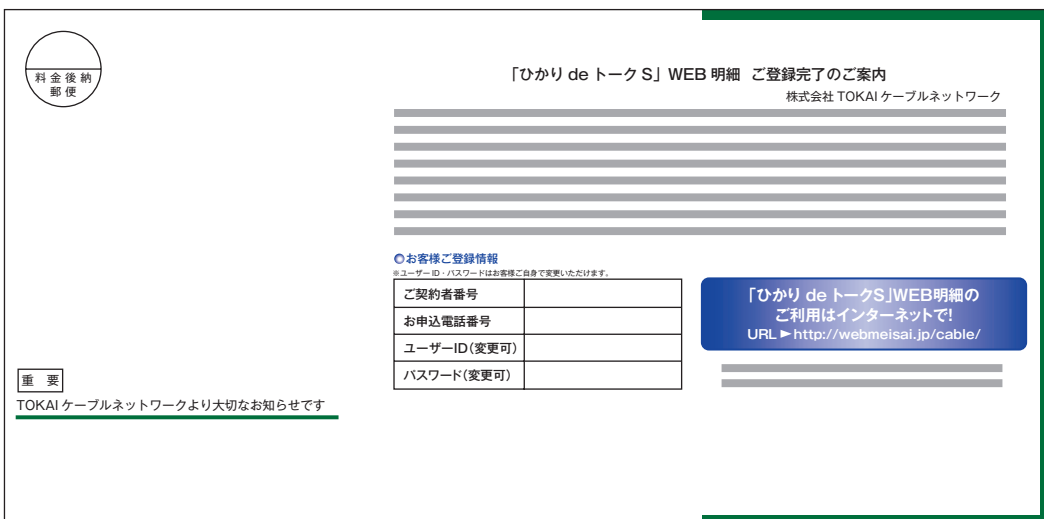 料金後納
郵便
「ひかり de トーク S」 WEB 明細 ご登録完了のご案内
株式会社 TOKAI ケーブルネットワーク
お客様ご登録情報
※ユーザー ID・パスワードはお客様ご自身で変更いただけます。
ご契約者番号
お申込電話番号
ユーザーID(変更可)
パスワード(変更可)
「ひかり de トークS」WEB明細の
ご利用はインターネットで!
URL ►http://webmeisai.jp/cable/
重 要
TOKAI ケーブルネットワークより大切なお知らせです